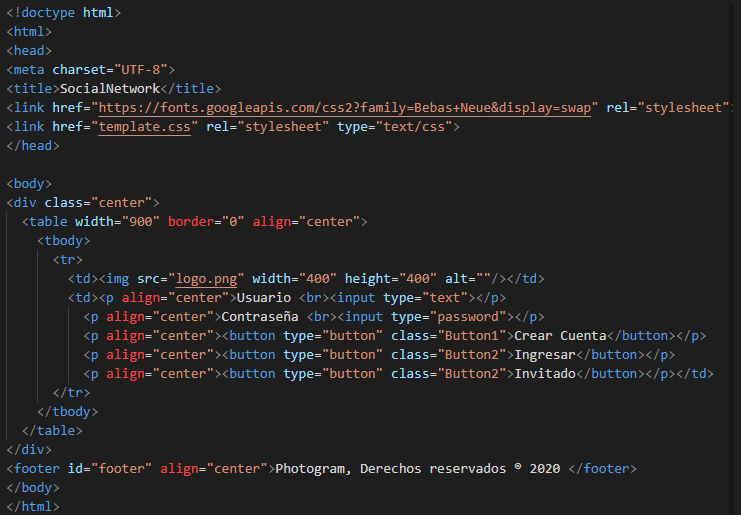 <!doctype html>
<html>
<head>
<meta charset="UTF-8">
<title>SocialNetwork</title>
<link href="https://fonts.googleapis.com/css2?family=Bebas+Neue&display=swap" rel="stylesheet"
<link href="template.css" rel="stylesheet" type="text/css">
</head>

<body>
<div class="center">
  <table width="900" border="0" align="center">
    <tbody>
      <tr>
        <td><img src="logo.png" width="400" height="400" alt=""/></td>
        <td><p align="center">Usuario <br><input type="text"></p>
          <p align="center">Contraseña <br><input type="password"></p>
          <p align="center"><button type="button" class="Button1">Crear Cuenta</button></p>
          <p align="center"><button type="button" class="Button2">Ingresar</button></p>
          <p align="center"><button type="button" class="Button2">Invitado</button></p></td>
      </tr>
    </tbody>
  </table>
</div>
<footer id="footer" align="center">Photogram, Derechos reservados ® 2020 </footer>
</body>
</html>